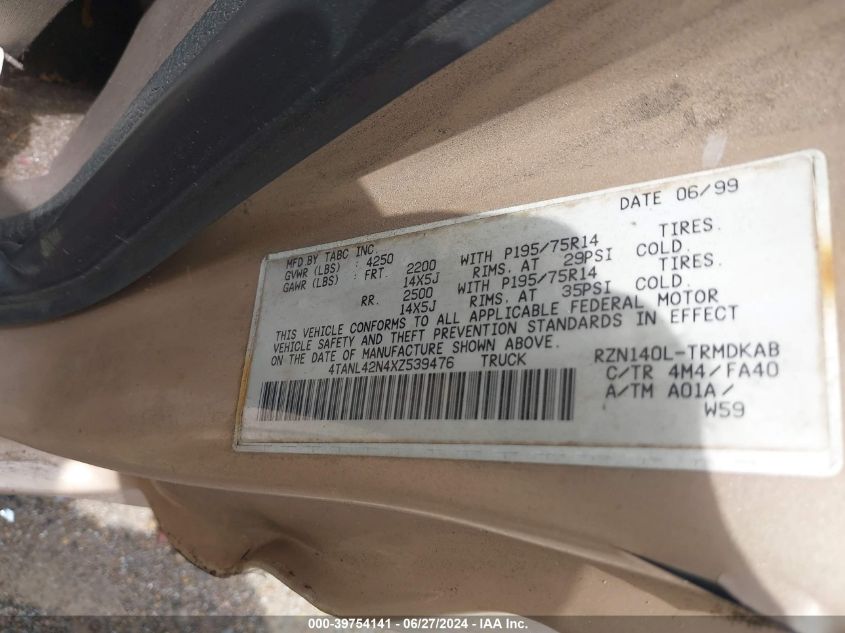 DATE 06/99
MFD.BY TABC INC.
GVWR (LBS) : 4250
GAWR (LBS) : FRT. 2200 WITH P195/75R14 TIRES.
14X5J RIMS. AT 29PSI COLD.
RR. 2500 WITH P195/75R14 TIRES.
14X5J RIMS. AT 35PSI COLD.
THIS VEHICLE CONFORMS TO ALL APPLICABLE FEDERAL MOTOR
VEHICLE SAFETY AND THEFT PREVENTION STANDARDS IN EFFECT
ON THE DATE OF MANUFACTURE SHOWN ABOVE.
4TANL42N4XZ539476 TRUCK
RZN140L-TRMDKAB
C/TR 4M4/FA40
A/TM A01A/
W59
000-39754141 - 06/27/2024 - IAA Inc.